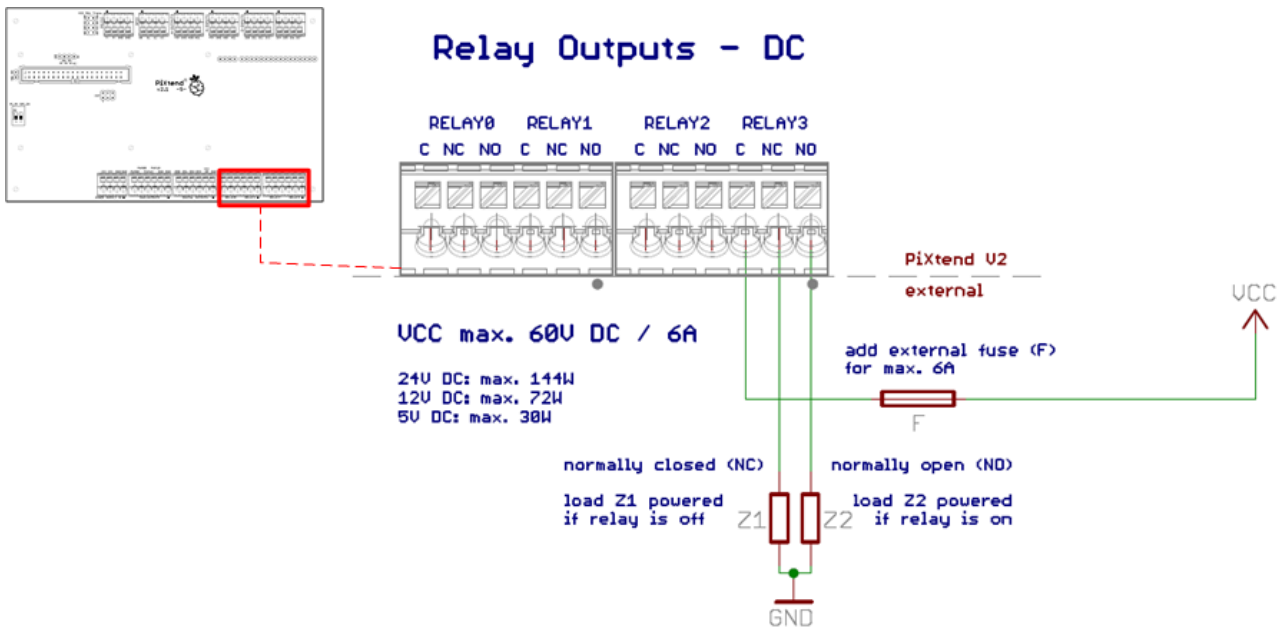 Relay Outputs - DC
PiXtend
RELAY0 RELAY1 RELAY2 RELAY3
C NC NO C NC NO C NC NO C NC NO
PiXtend V2
external
VCC
VCC max. 60V DC / 6A
add external fuse (F)
for max. 6A
24V DC: max. 144W
12V DC: max. 72W
5V DC: max. 30W
F
normally closed (NC)
normally open (NO)
load Z1 powered
if relay is off
Z1
Z2
load Z2 powered
if relay is on
GND